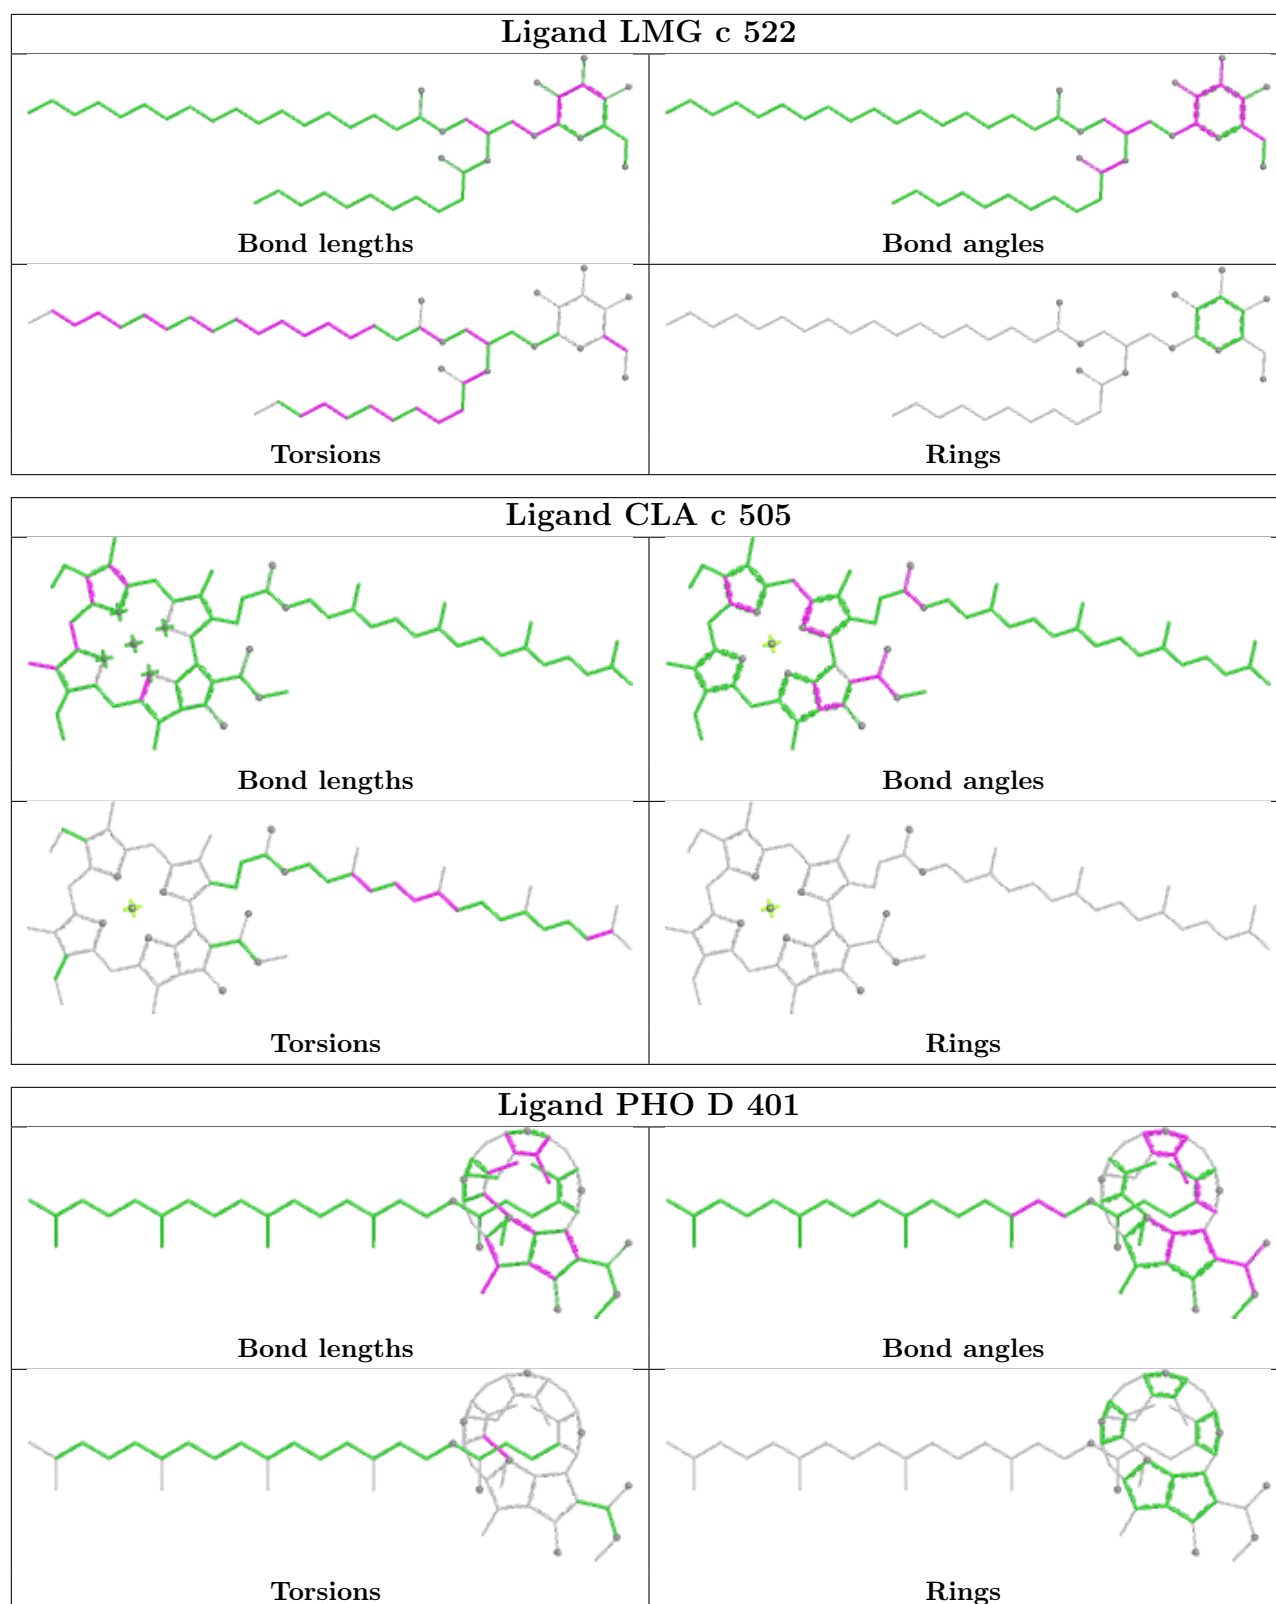 Ligand LMG c 522
Bond lengths
Bond angles
Torsions
Rings
Ligand CLA c 505
Bond lengths
Bond angles
Torsions
Rings
Ligand PHO D 401
Bond lengths
Bond angles
Torsions
Rings